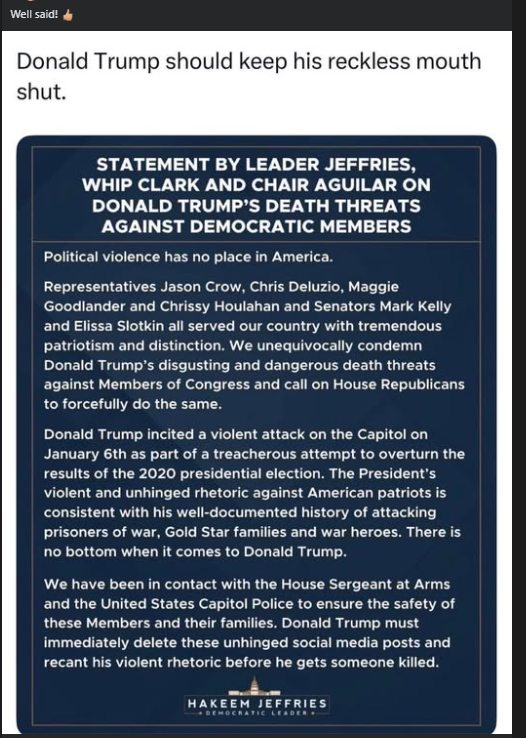 Well said! 👍🏼
Donald Trump should keep his reckless mouth
shut.
STATEMENT BY LEADER JEFFRIES,
WHIP CLARK AND CHAIR AGUILAR ON
DONALD TRUMP'S DEATH THREATS
AGAINST DEMOCRATIC MEMBERS
Political violence has no place in America.
Representatives Jason Crow, Chris Deluzio, Maggie
Goodlander and Chrissy Houlahan and Senators Mark Kelly
and Elissa Slotkin all served our country with tremendous
patriotism and distinction. We unequivocally condemn
Donald Trump's disgusting and dangerous death threats
against Members of Congress and call on House Republicans
to forcefully do the same.
Donald Trump incited a violent attack on the Capitol on
January 6th as part of a treacherous attempt to overturn the
results of the 2020 presidential election. The President's
violent and unhinged rhetoric against American patriots is
consistent with his well-documented history of attacking
prisoners of war, Gold Star families and war heroes. There is
no bottom when it comes to Donald Trump.
We have been in contact with the House Sergeant at Arms
and the United States Capitol Police to ensure the safety of
these Members and their families. Donald Trump must
immediately delete these unhinged social media posts and
recant his violent rhetoric before he gets someone killed.
HAKEEM JEFFRIES
DEMOCRATIC LEADER